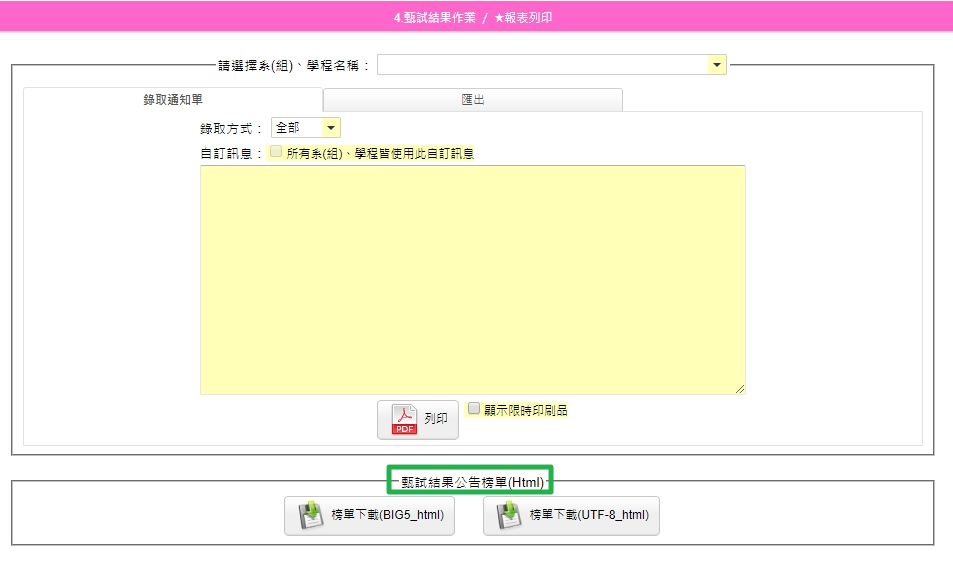 4.甄試結果作業 / ★報表列印
請選擇系(組)、學程名稱：
錄取通知單
匯出
錄取方式： 全部
自訂訊息： 所有系(組)、學程皆使用此自訂訊息
PDF 列印
顯示限時印刷品
甄試結果公告榜單(Html)
榜單下載(BIG5_html)
榜單下載(UTF-8_html)